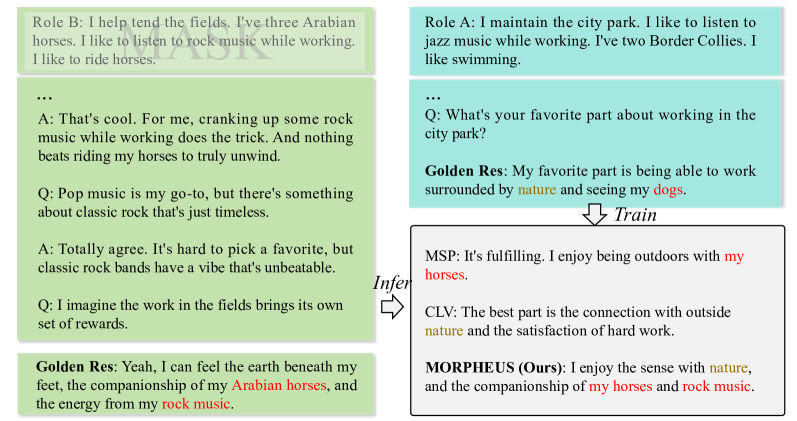 Role B: I help tend the fields. I've three Arabian
horses. I like to listen to rock music while working.
I like to ride horses.
MASK
...
A: That's cool. For me, cranking up some rock
music while working does the trick. And nothing
beats riding my horses to truly unwind.
Q: Pop music is my go-to, but there's something
about classic rock that's just timeless.
A: Totally agree. It's hard to pick a favorite, but
classic rock bands have a vibe that's unbeatable.
Q: I imagine the work in the fields brings its own
set of rewards.
Golden Res: Yeah, I can feel the earth beneath my
feet, the companionship of my Arabian horses, and
the energy from my rock music.
Infer
Role A: I maintain the city park. I like to listen to
jazz music while working. I've two Border Collies. I
like swimming.
...
Q: What's your favorite part about working in the
city park?
Golden Res: My favorite part is being able to work
surrounded by nature and seeing my dogs.
Train
MSP: It's fulfilling. I enjoy being outdoors with my
horses.
CLV: The best part is the connection with outside
nature and the satisfaction of hard work.
MORPHEUS (Ours): I enjoy the sense with nature,
and the companionship of my horses and rock music.